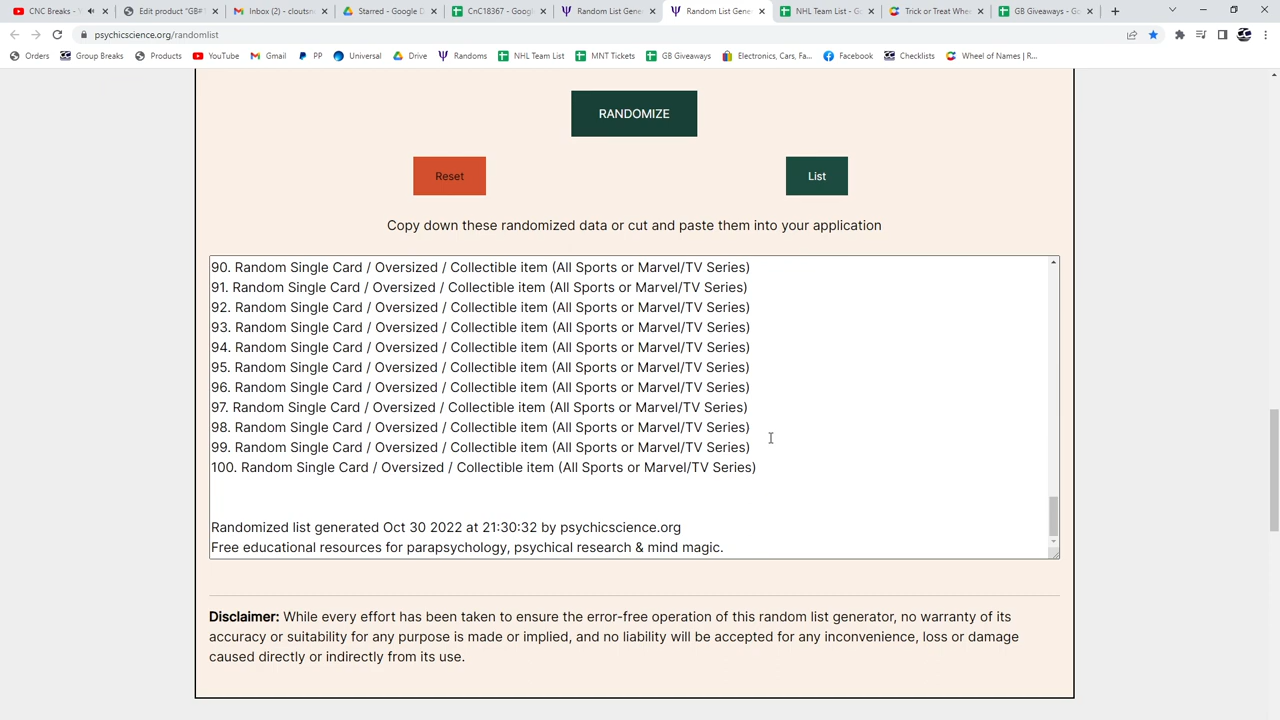 CNC Breaks - Y
Edit product "GB#
Inbox (2) - cloutsn
Starred - Google D
CnC18367 - Google
Random List Gene
Random List Gene
NHL Team List - G
Trick or Treat Whee
GB Giveaways - Go
psychicscience.org/randomlist
Orders Group Breaks Products YouTube Gmail PP Universal Drive Randoms NHL Team List MNT Tickets GB Giveaways Electronics, Cars, Fa... Facebook Checklists Wheel of Names | R...
RANDOMIZE
Reset List
Copy down these randomized data or cut and paste them into your application
90. Random Single Card / Oversized / Collectible item (All Sports or Marvel/TV Series)
91. Random Single Card / Oversized / Collectible item (All Sports or Marvel/TV Series)
92. Random Single Card / Oversized / Collectible item (All Sports or Marvel/TV Series)
93. Random Single Card / Oversized / Collectible item (All Sports or Marvel/TV Series)
94. Random Single Card / Oversized / Collectible item (All Sports or Marvel/TV Series)
95. Random Single Card / Oversized / Collectible item (All Sports or Marvel/TV Series)
96. Random Single Card / Oversized / Collectible item (All Sports or Marvel/TV Series)
97. Random Single Card / Oversized / Collectible item (All Sports or Marvel/TV Series)
98. Random Single Card / Oversized / Collectible item (All Sports or Marvel/TV Series)
99. Random Single Card / Oversized / Collectible item (All Sports or Marvel/TV Series)
100. Random Single Card / Oversized / Collectible item (All Sports or Marvel/TV Series)
Randomized list generated Oct 30 2022 at 21:30:32 by psychicscience.org
Free educational resources for parapsychology, psychical research & mind magic.
Disclaimer: While every effort has been taken to ensure the error-free operation of this random list generator, no warranty of its
accuracy or suitability for any purpose is made or implied, and no liability will be accepted for any inconvenience, loss or damage
caused directly or indirectly from its use.